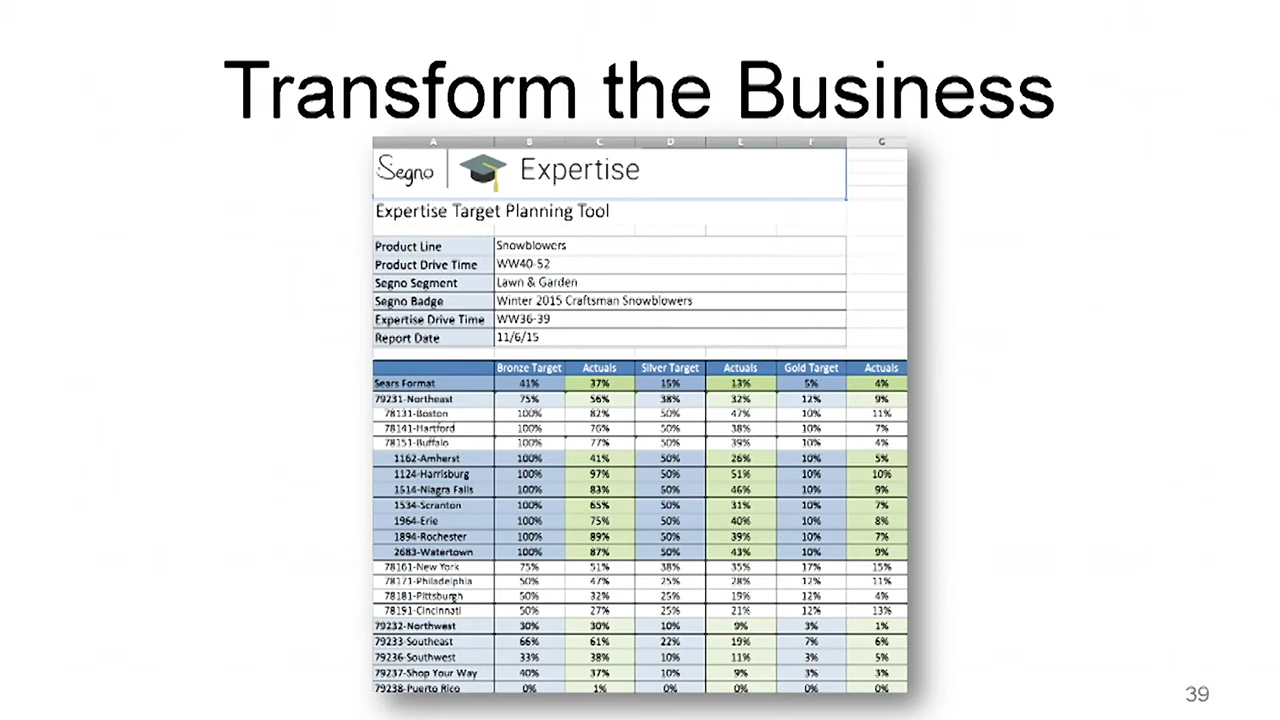 Transform the Business
A B C D E F G
Segno Expertise
Expertise Target Planning Tool
Product Line Snowblowers
Product Drive Time WW40-52
Segno Segment Lawn & Garden
Segno Badge Winter 2015 Craftsman Snowblowers
Expertise Drive Time WW36-39
Report Date 11/6/15
Bronze Target Actuals Silver Target Actuals Gold Target Actuals
Sears Format 41% 37% 15% 13% 5% 4%
79231-Northeast 75% 56% 38% 32% 12% 9%
78131-Boston 100% 82% 50% 47% 10% 11%
78141-Hartford 100% 76% 50% 38% 10% 7%
78151-Buffalo 100% 77% 50% 39% 10% 4%
1162-Amherst 100% 41% 50% 26% 10% 5%
1124-Harrisburg 100% 97% 50% 51% 10% 10%
1514-Niagra Falls 100% 83% 50% 46% 10% 9%
1534-Scranton 100% 65% 50% 31% 10% 7%
1964-Erie 100% 75% 50% 40% 10% 8%
1894-Rochester 100% 89% 50% 39% 10% 7%
2683-Watertown 100% 87% 50% 43% 10% 9%
78161-New York 75% 51% 38% 35% 17% 15%
78171-Philadelphia 50% 47% 25% 28% 12% 11%
78181-Pittsburgh 50% 32% 25% 19% 12% 4%
78191-Cincinnati 50% 27% 25% 21% 12% 13%
79232-Northwest 30% 30% 10% 9% 3% 1%
79233-Southeast 66% 61% 22% 19% 7% 6%
79236-Southwest 33% 38% 10% 11% 3% 5%
79237-Shop Your Way 40% 37% 10% 9% 3% 3%
79238-Puerto Rico 0% 1% 0% 0% 0% 0%
39